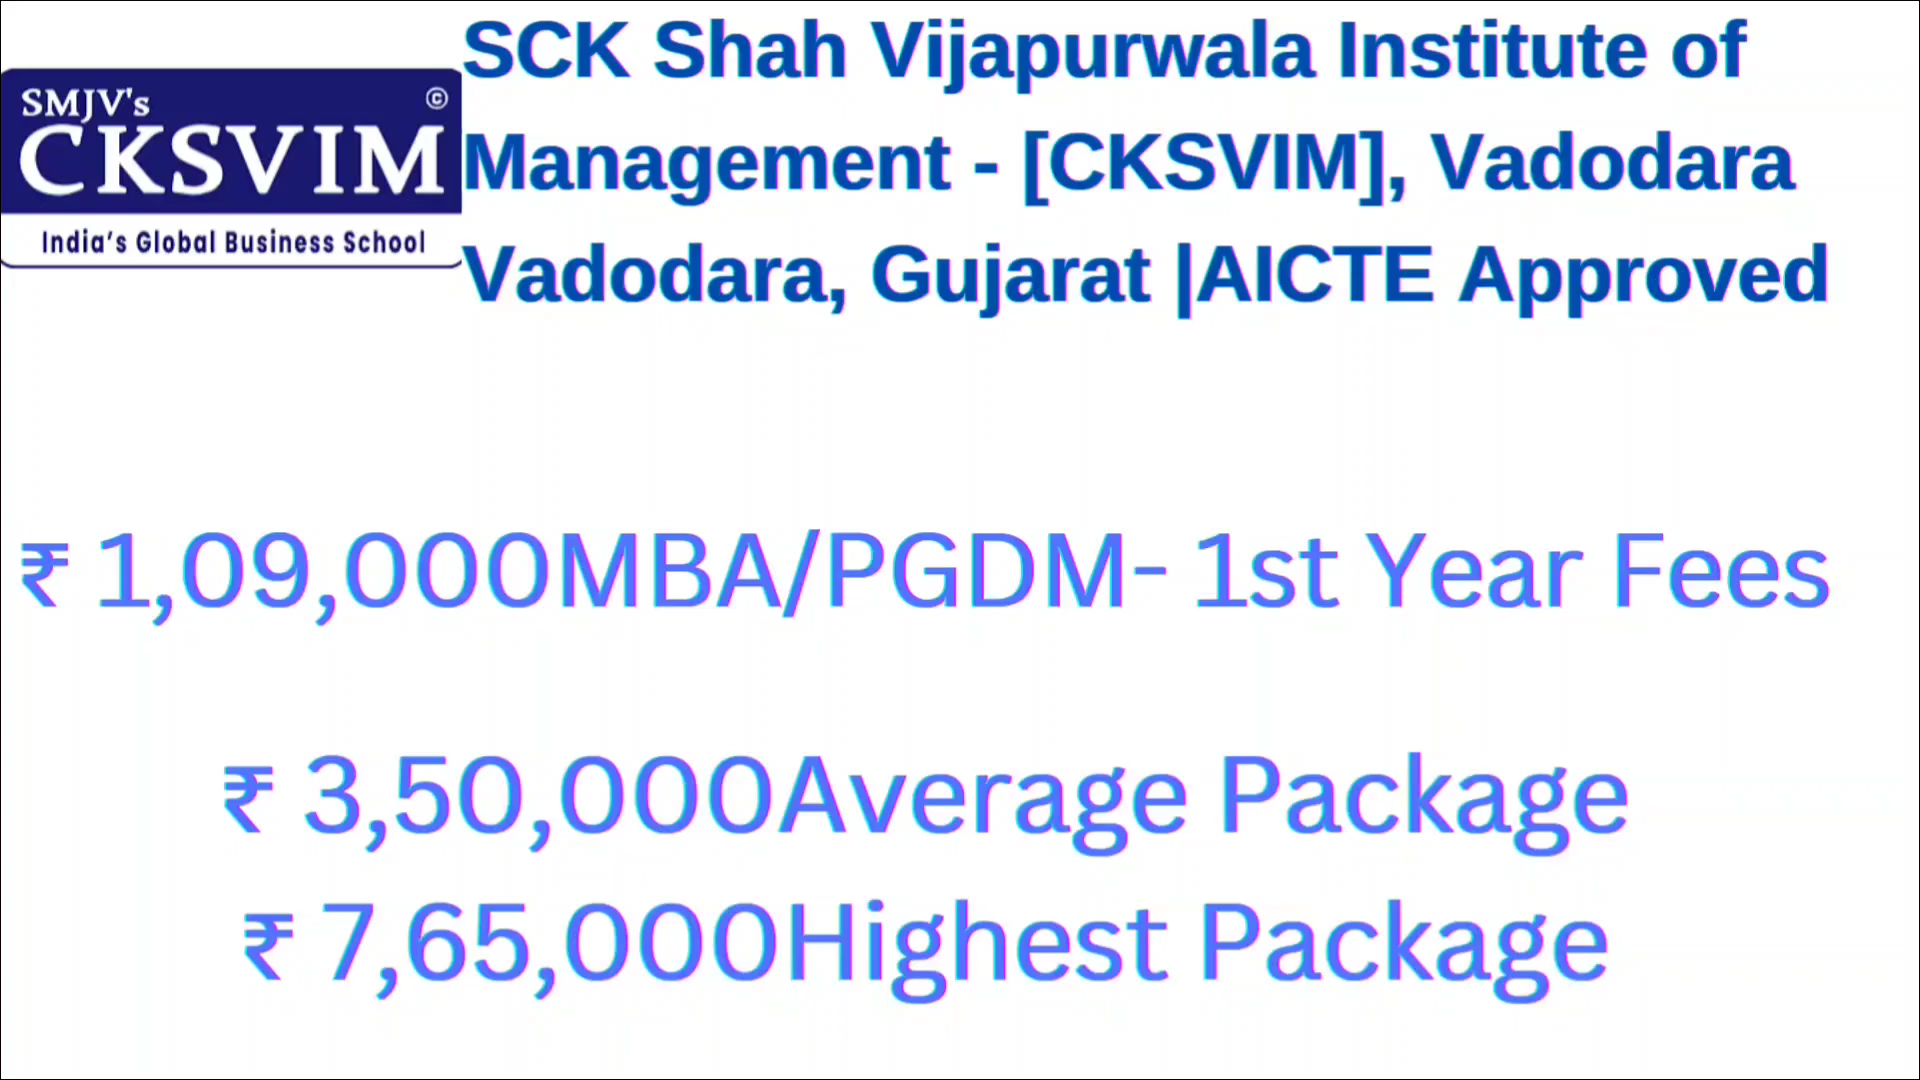 SMJV's ©
CKSVIM
India's Global Business School
SCK Shah Vijapurwala Institute of
Management - [CKSVIM], Vadodara
Vadodara, Gujarat |AICTE Approved
₹ 1,09,000MBA/PGDM- 1st Year Fees
₹ 3,50,000Average Package
₹ 7,65,000Highest Package